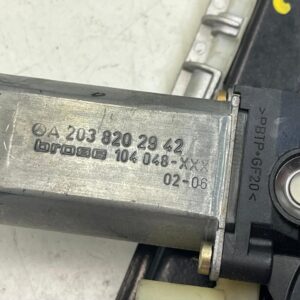 A 203 820 29 42
brose 104 048-XXX
02-06
>PBTP-GF20<